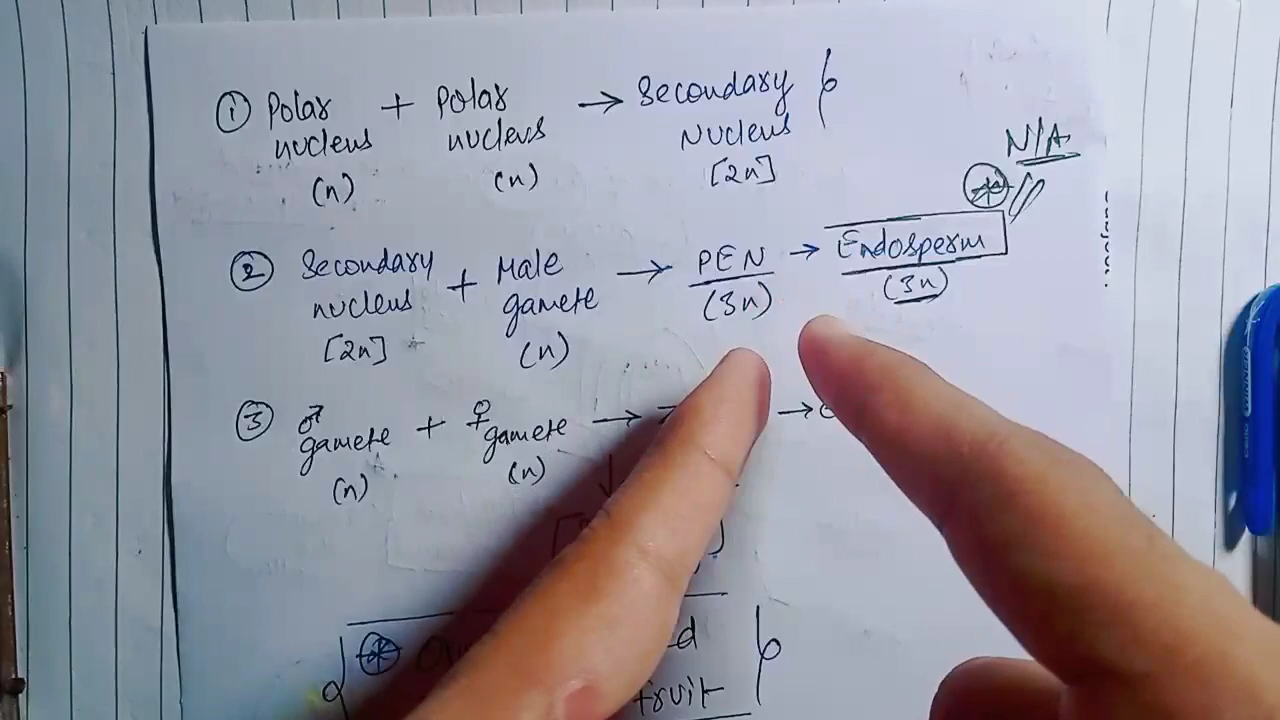 ① Polar + Polar → Secondary
nucleus nucleus Nucleus
(n) (n) [2n]
N/A
② Secondary + Male → PEN → Endosperm
nucleus gamete (3n) (3n)
[2n] (n)
③ ♂ gamete + ♀ gamete → →
(n) (n)
fruit